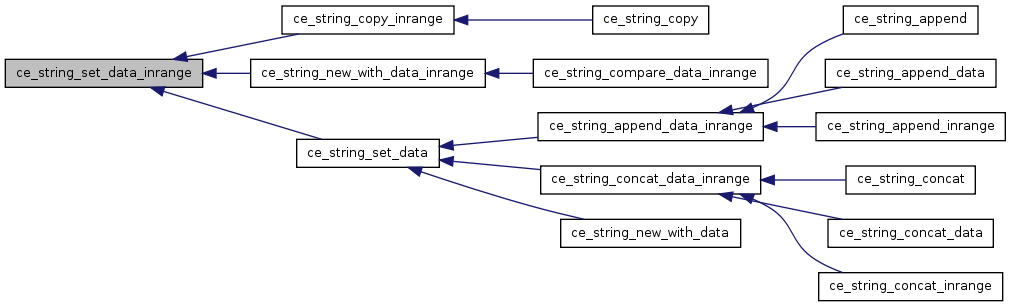 ce_string_set_data_inrange
ce_string_copy_inrange
ce_string_copy
ce_string_new_with_data_inrange
ce_string_compare_data_inrange
ce_string_set_data
ce_string_append_data_inrange
ce_string_append
ce_string_append_data
ce_string_append_inrange
ce_string_concat_data_inrange
ce_string_concat
ce_string_concat_data
ce_string_concat_inrange
ce_string_new_with_data